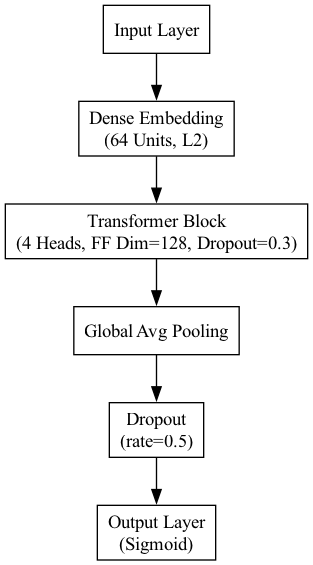 Input Layer
Dense Embedding
(64 Units, L2)
Transformer Block
(4 Heads, FF Dim=128, Dropout=0.3)
Global Avg Pooling
Dropout
(rate=0.5)
Output Layer
(Sigmoid)